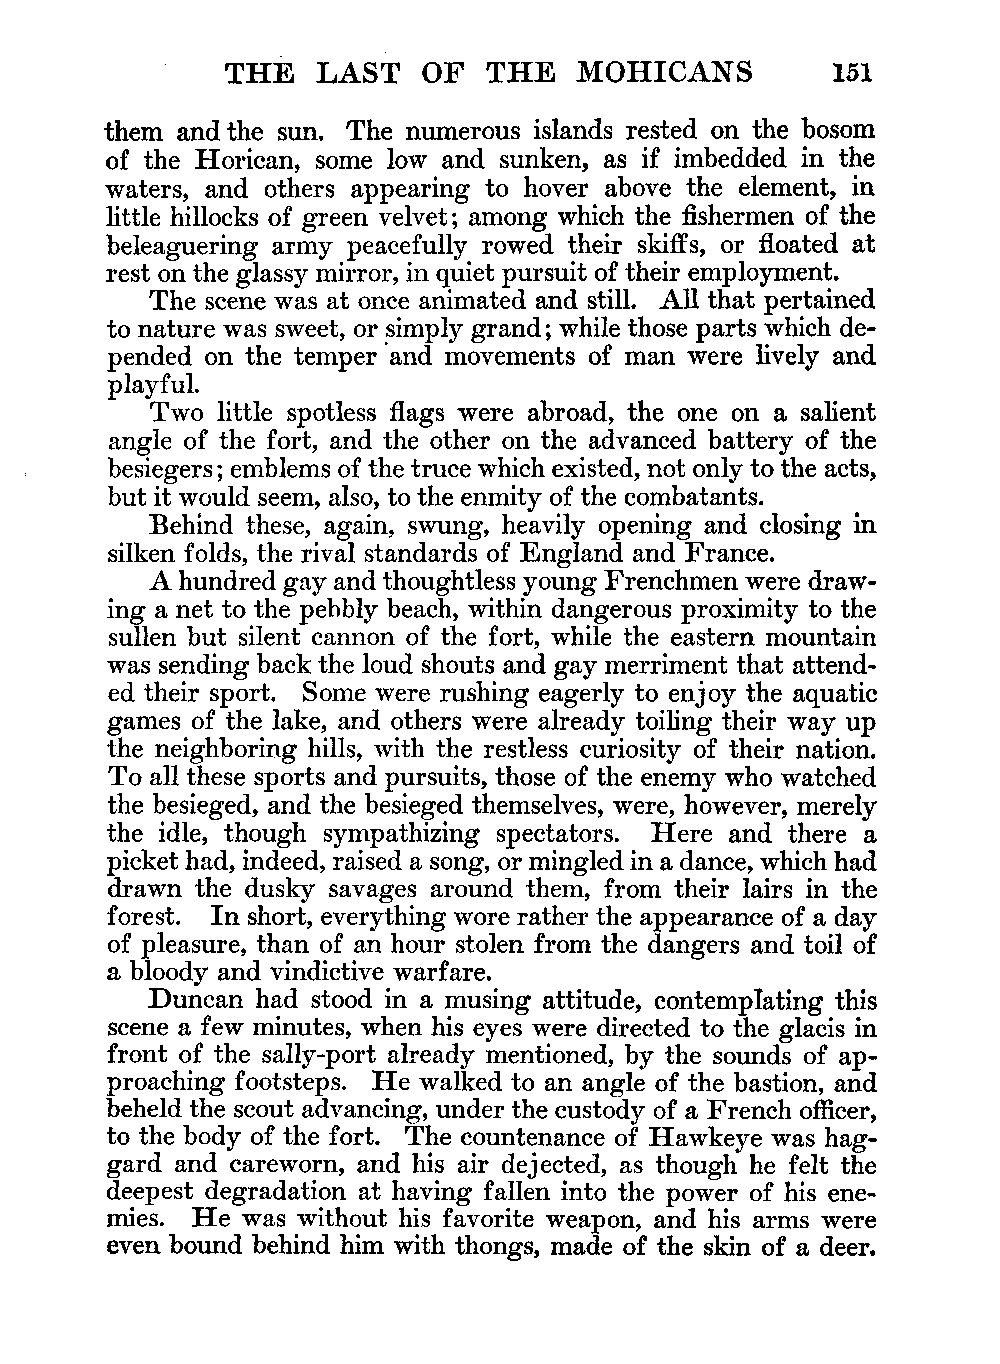 THE LAST OF THE MOHICANS 151
them and the sun. The numerous islands rested on the bosom
of the Horican, some low and sunken, as if imbedded in the
waters, and others appearing to hover above the element, in
little hillocks of green velvet; among which the fishermen of the
beleaguering army peacefully rowed their skiffs, or floated at
rest on the glassy mirror, in quiet pursuit of their employment.
The scene was at once animated and still. All that pertained
to nature was sweet, or simply grand; while those parts which de-
pended on the temper and movements of man were lively and
playful.
Two little spotless flags were abroad, the one on a salient
angle of the fort, and the other on the advanced battery of the
besiegers; emblems of the truce which existed, not only to the acts,
but it would seem, also, to the enmity of the combatants.
Behind these, again, swung, heavily opening and closing in
silken folds, the rival standards of England and France.
A hundred gay and thoughtless young Frenchmen were draw-
ing a net to the pebbly beach, within dangerous proximity to the
sullen but silent cannon of the fort, while the eastern mountain
was sending back the loud shouts and gay merriment that attend-
ed their sport. Some were rushing eagerly to enjoy the aquatic
games of the lake, and others were already toiling their way up
the neighboring hills, with the restless curiosity of their nation.
To all these sports and pursuits, those of the enemy who watched
the besieged, and the besieged themselves, were, however, merely
the idle, though sympathizing spectators. Here and there a
picket had, indeed, raised a song, or mingled in a dance, which had
drawn the dusky savages around them, from their lairs in the
forest. In short, everything wore rather the appearance of a day
of pleasure, than of an hour stolen from the dangers and toil of
a bloody and vindictive warfare.
Duncan had stood in a musing attitude, contemplating this
scene a few minutes, when his eyes were directed to the glacis in
front of the sally-port already mentioned, by the sounds of ap-
proaching footsteps. He walked to an angle of the bastion, and
beheld the scout advancing, under the custody of a French officer,
to the body of the fort. The countenance of Hawkeye was hag-
gard and careworn, and his air dejected, as though he felt the
deepest degradation at having fallen into the power of his ene-
mies. He was without his favorite weapon, and his arms were
even bound behind him with thongs, made of the skin of a deer.